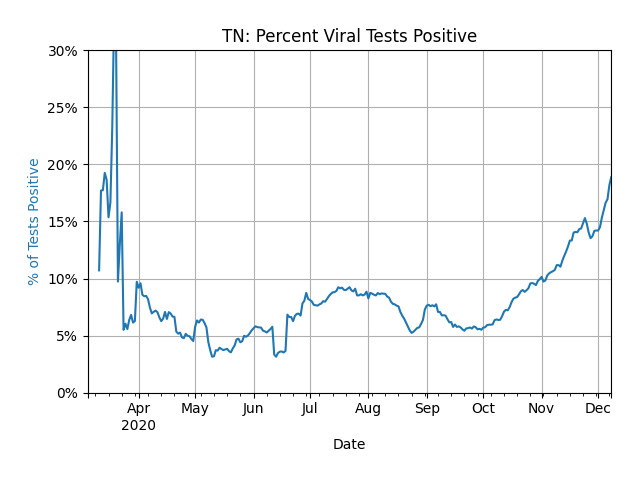 TN: Percent Viral Tests Positive
30%
25%
20%
15%
10%
5%
0%
% of Tests Positive
Apr May Jun Jul Aug Sep Oct Nov Dec
2020
Date